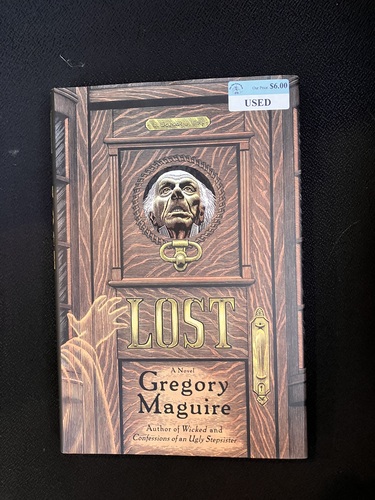 Our Price $6.00
USED
LOST
A Novel
Gregory
Maguire
Author of Wicked and
Confessions of an Ugly Stepsister